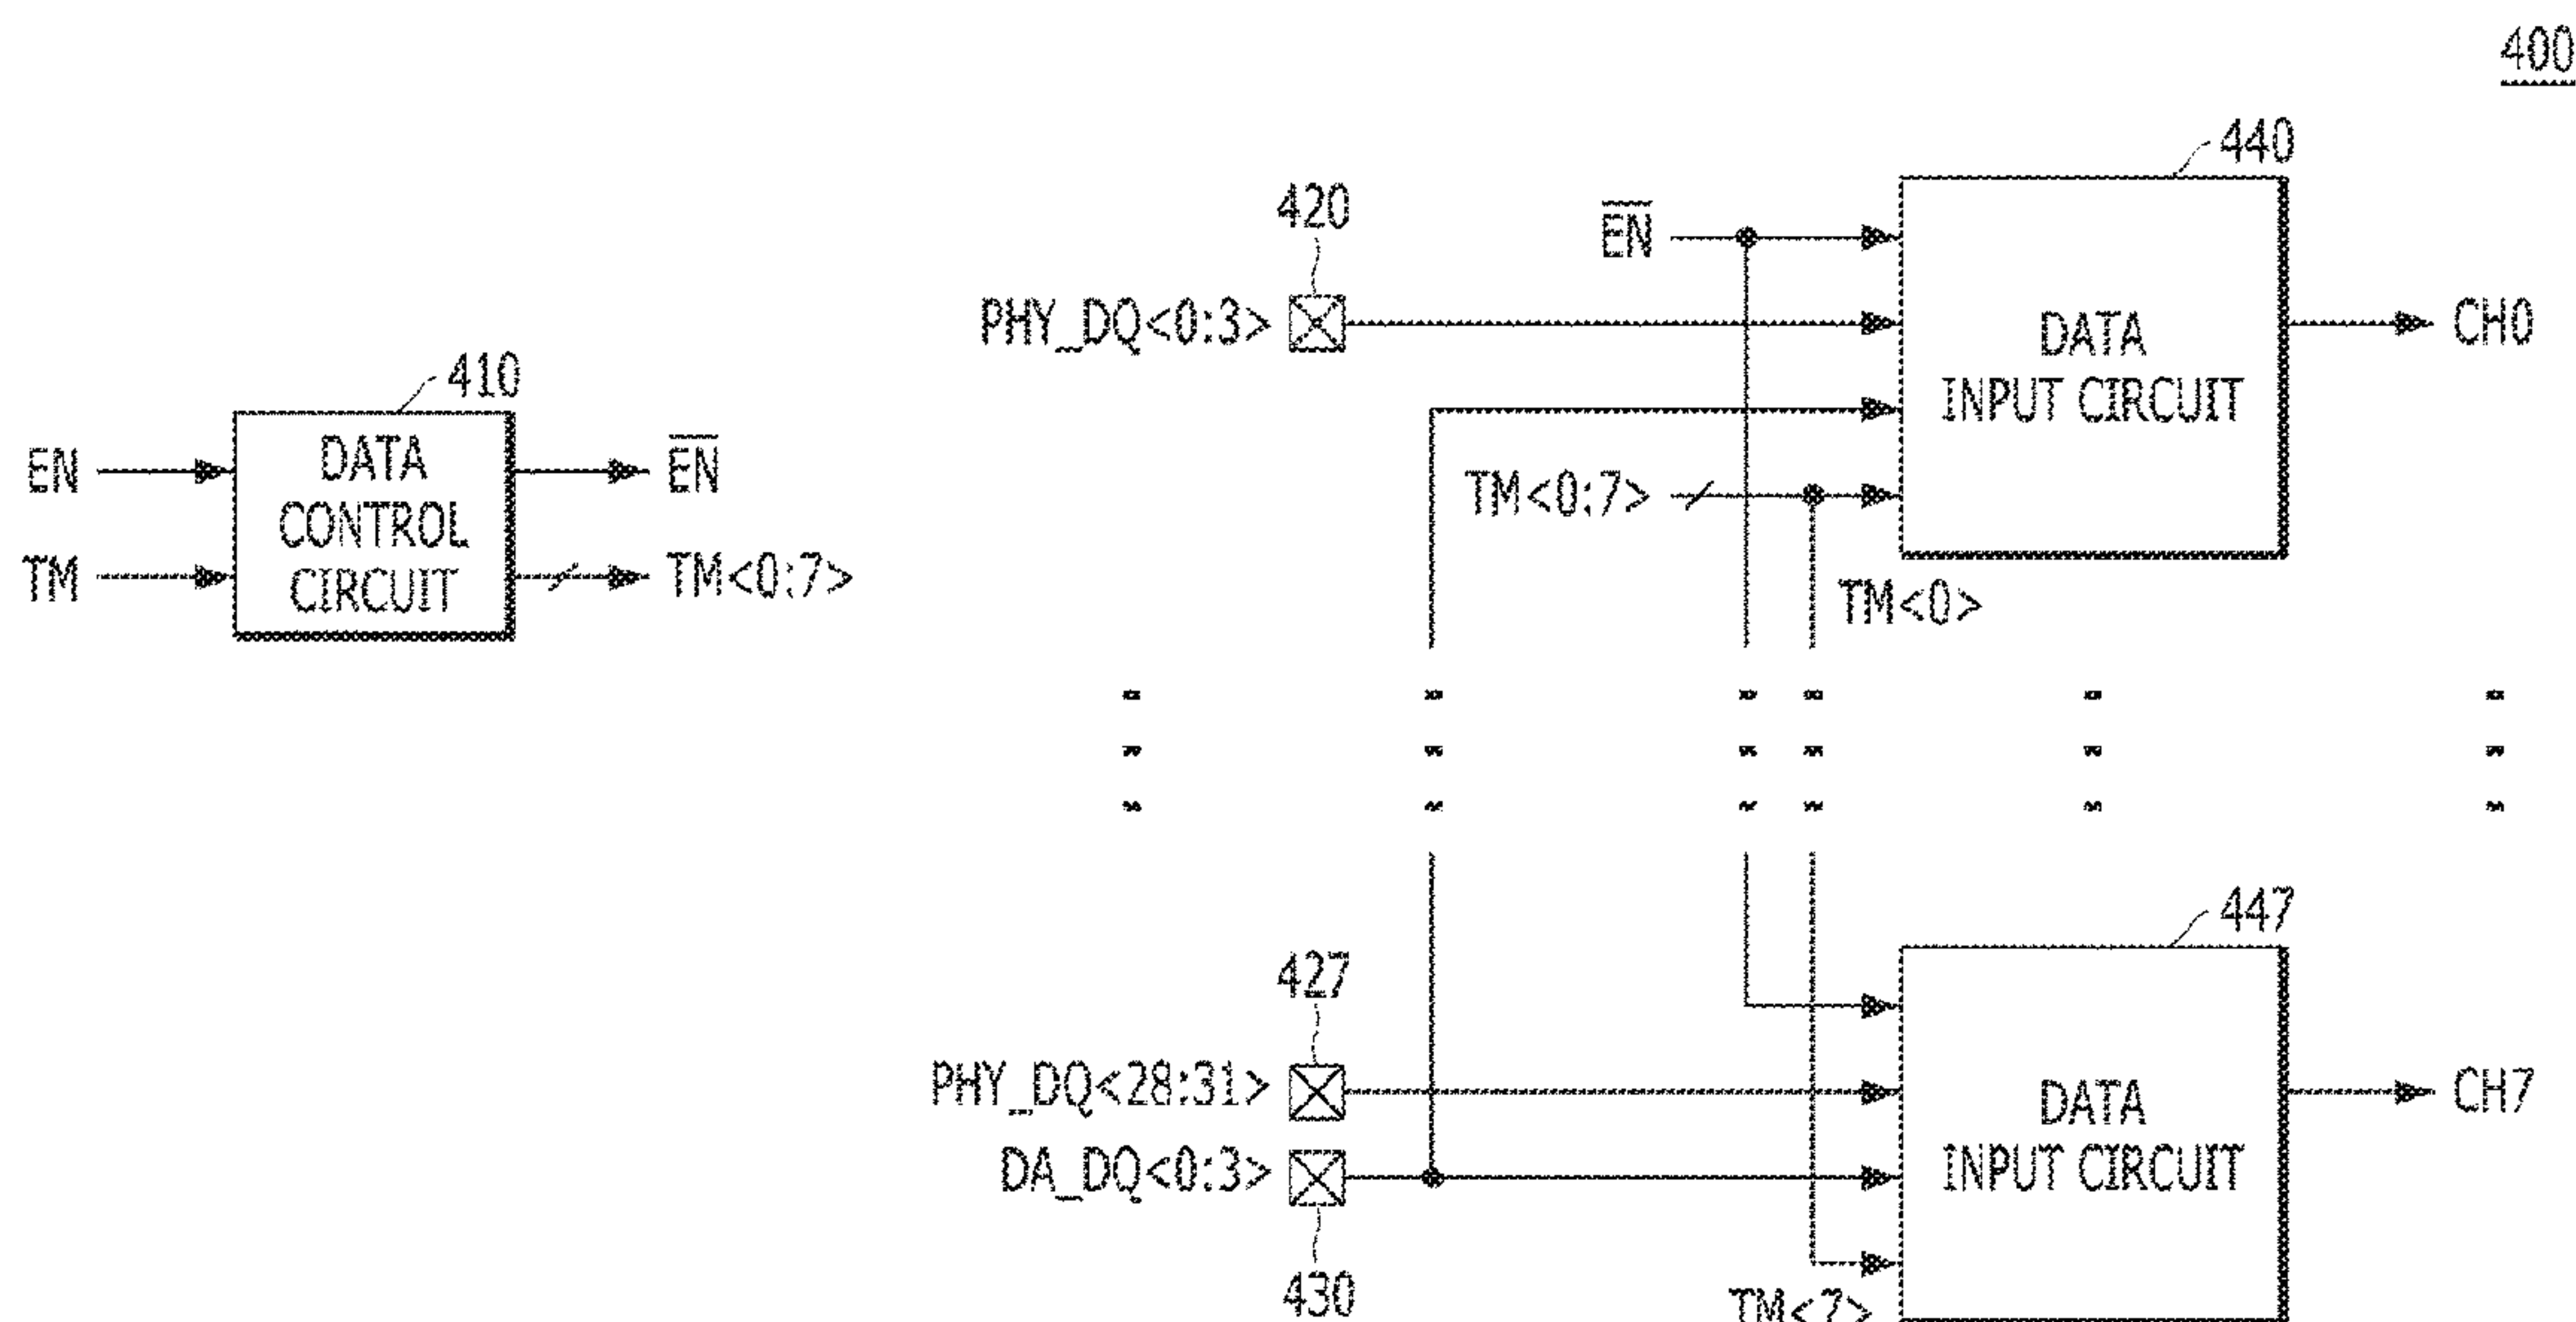 400
440
420
E̅N̅
PHY_DQ<0:3>
DATA
INPUT CIRCUIT
CH0
410
EN
DATA
CONTROL
CIRCUIT
E̅N̅
TM
TM<0:7>
TM<0:7>
TM<0>
447
427
PHY_DQ<28:31>
DATA
INPUT CIRCUIT
CH7
DA_DQ<0:3>
430
TM<7>